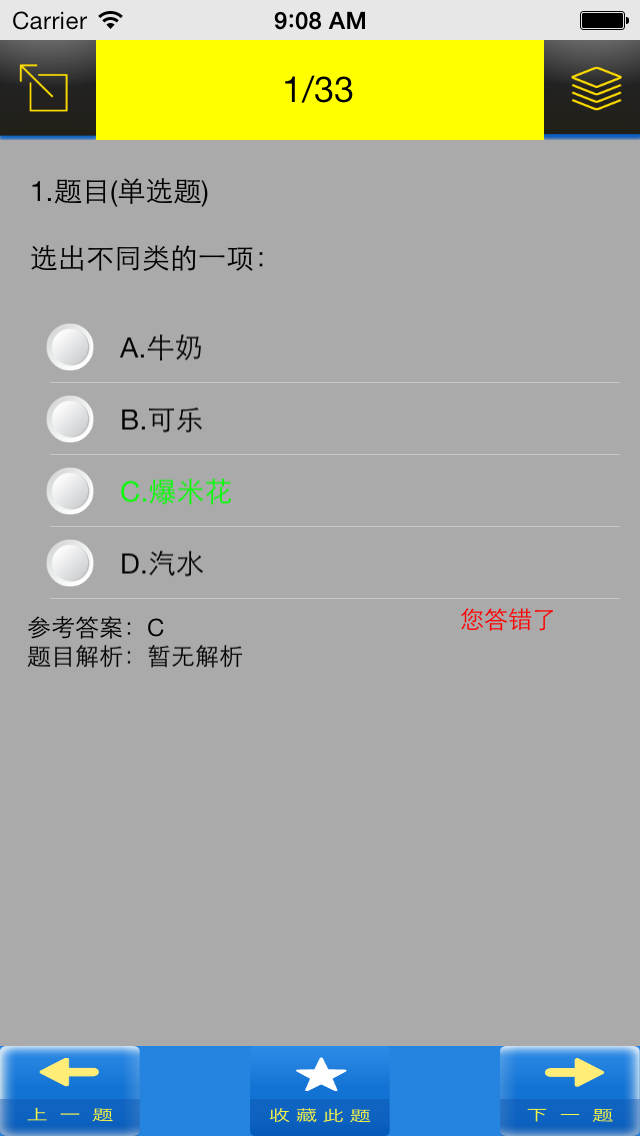 Carrier 9:08 AM
1/33
1.题目(单选题)
选出不同类的一项：
A.牛奶
B.可乐
C.爆米花
D.汽水
您答错了
参考答案：C
题目解析：暂无解析
上一题 收藏此题 下一题